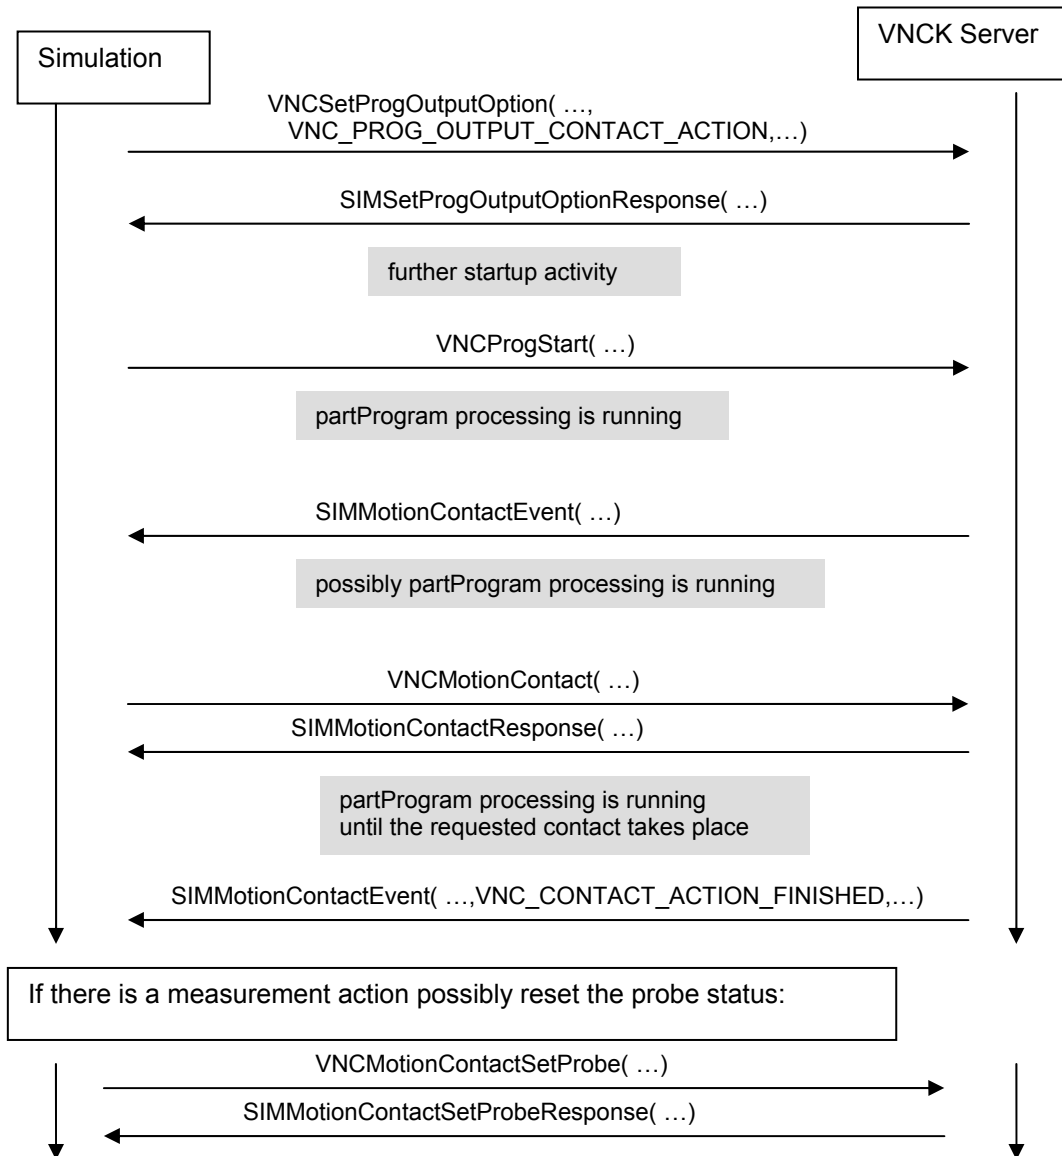 Simulation
VNCK Server
VNCSetProgOutputOption( …,
VNC_PROG_OUTPUT_CONTACT_ACTION,…)
SIMSetProgOutputOptionResponse( …)
further startup activity
VNCProgStart( …)
partProgram processing is running
SIMMotionContactEvent( …)
possibly partProgram processing is running
VNCMotionContact( …)
SIMMotionContactResponse( …)
partProgram processing is running
until the requested contact takes place
SIMMotionContactEvent( …,VNC_CONTACT_ACTION_FINISHED,…)
If there is a measurement action possibly reset the probe status:
VNCMotionContactSetProbe( …)
SIMMotionContactSetProbeResponse( …)